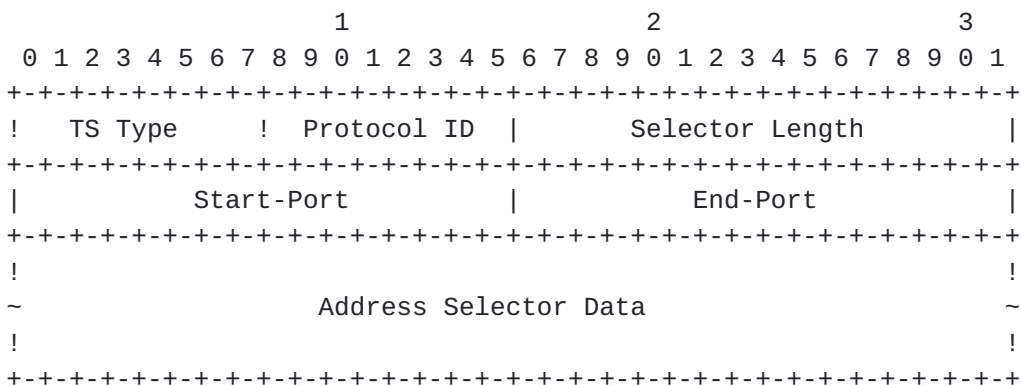 1                   2                   3
 0 1 2 3 4 5 6 7 8 9 0 1 2 3 4 5 6 7 8 9 0 1 2 3 4 5 6 7 8 9 0 1
+-+-+-+-+-+-+-+-+-+-+-+-+-+-+-+-+-+-+-+-+-+-+-+-+-+-+-+-+-+-+-+-+
!   TS Type     ! Protocol ID   |       Selector Length         |
+-+-+-+-+-+-+-+-+-+-+-+-+-+-+-+-+-+-+-+-+-+-+-+-+-+-+-+-+-+-+-+-+
|           Start-Port          |           End-Port            |
+-+-+-+-+-+-+-+-+-+-+-+-+-+-+-+-+-+-+-+-+-+-+-+-+-+-+-+-+-+-+-+-+
!                                                               !
~                   Address Selector Data                       ~
!                                                               !
+-+-+-+-+-+-+-+-+-+-+-+-+-+-+-+-+-+-+-+-+-+-+-+-+-+-+-+-+-+-+-+-+